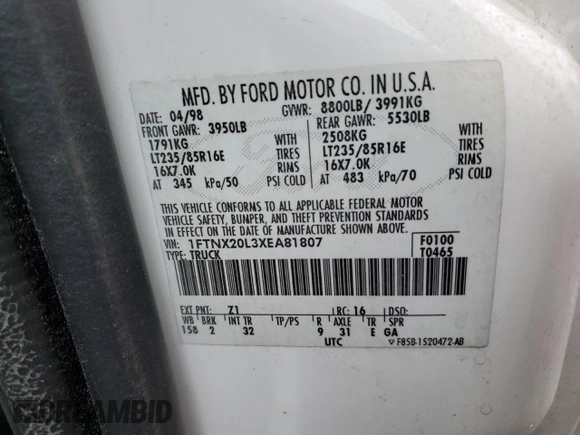 MFD. BY FORD MOTOR CO. IN U.S.A.
DATE: 04/98 GVWR: 8800LB/ 3991KG
FRONT GAWR: 3950LB REAR GAWR: 5530LB
1791KG WITH 2508KG WITH
LT235/85R16E TIRES LT235/85R16E TIRES
16X7.0K RIMS 16X7.0K RIMS
AT 345 kPa/50 PSI COLD AT 483 kPa/70 PSI COLD
THIS VEHICLE CONFORMS TO ALL APPLICABLE FEDERAL MOTOR
VEHICLE SAFETY, BUMPER, AND THEFT PREVENTION STANDARDS
IN EFFECT ON THE DATE OF MANUFACTURE SHOWN ABOVE.
VIN: 1FTNX20L3XEA81807 F0100
TYPE: TRUCK T0465
EXT PNT: Z1 RC: 16 DSO:
WB BRK INT TR TP/PS R AXLE TR SPR
158 2 32 9 31 E GA
UTC F85B-1520472-AB
SCREAMBID.COM